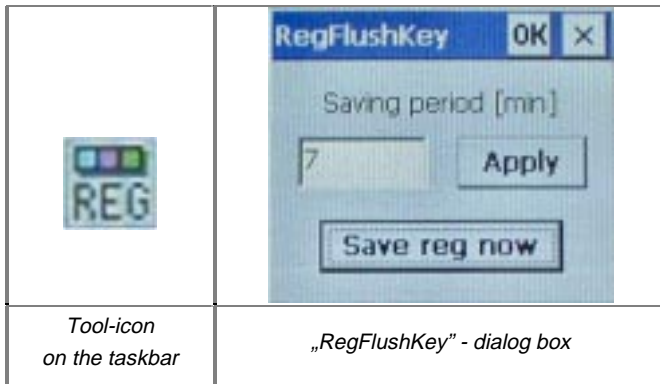 RegFlushKey OK ×
Saving period [min]
7 Apply
REG
Save reg now
Tool-icon
on the taskbar
„RegFlushKey" - dialog box